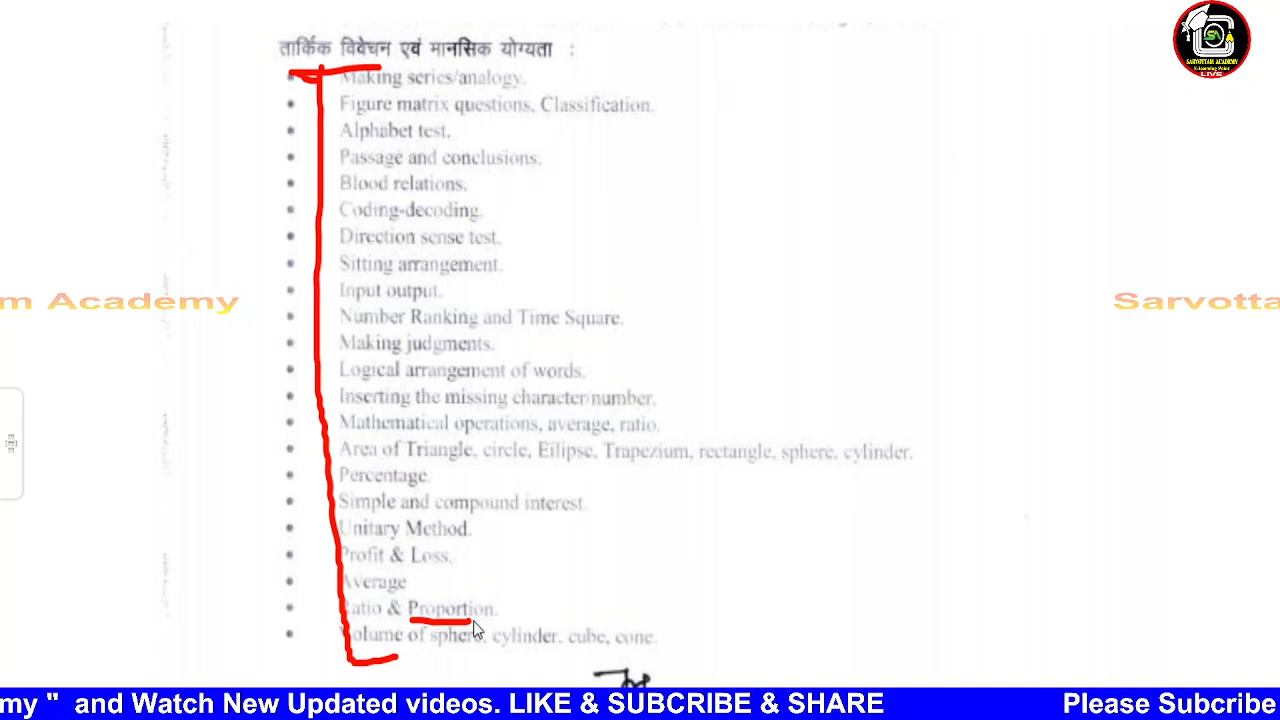 तार्किक विवेचन एवं मानसिक योग्यता :
SARVOTTAM ACADEMY
E-Learning Point
LIVE
Making series/analogy.
Figure matrix questions, Classification.
Alphabet test.
Passage and conclusions.
Blood relations.
Coding-decoding.
Direction sense test.
Sitting arrangement.
Input output.
m Academy
Sarvotta
Number Ranking and Time Square.
Making judgments.
Logical arrangement of words.
Inserting the missing character/number.
Mathematical operations, average, ratio.
Area of Triangle, circle, Eilipse, Trapezium, rectangle, sphere, cylinder.
Percentage.
Simple and compound interest.
Unitary Method.
Profit & Loss.
Average
Ratio & Proportion.
Volume of sphere, cylinder. cube, cone.
my " and Watch New Updated videos. LIKE & SUBCRIBE & SHARE Please Subcribe